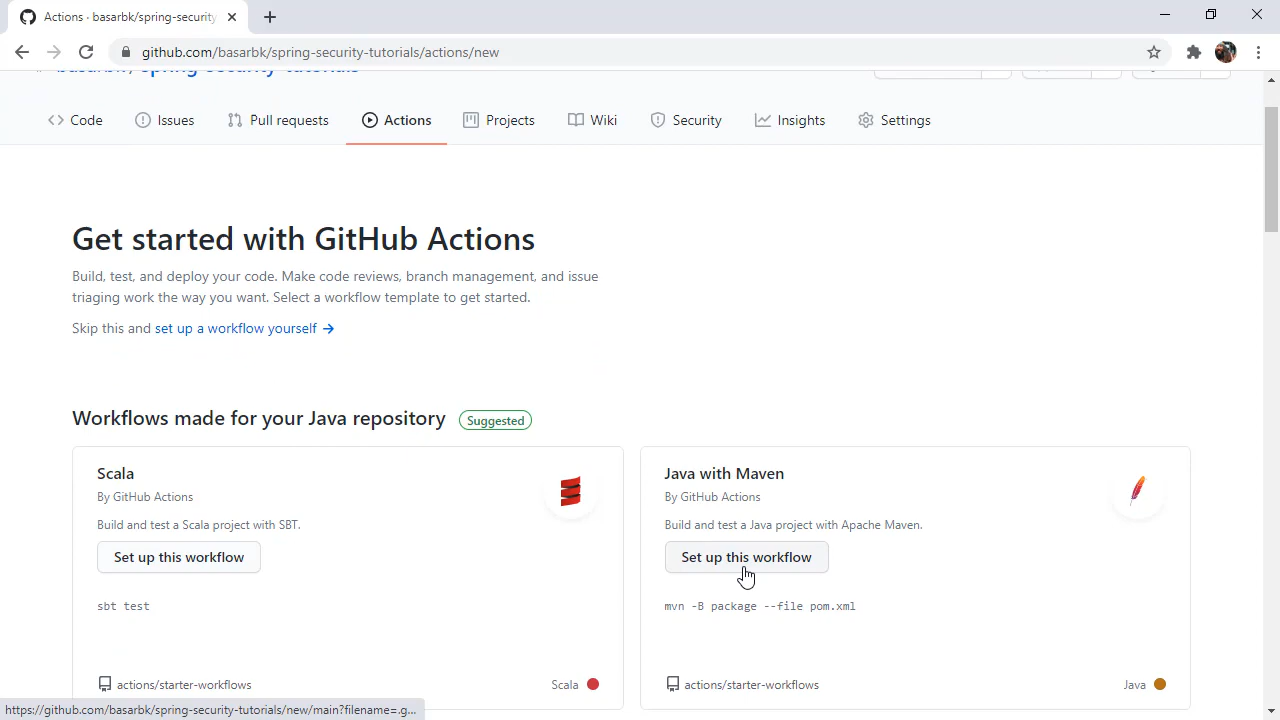 Actions · basarbk/spring-security
github.com/basarbk/spring-security-tutorials/actions/new
basarbk/spring-security-tutorials
Code
Issues
Pull requests
Actions
Projects
Wiki
Security
Insights
Settings
Get started with GitHub Actions
Build, test, and deploy your code. Make code reviews, branch management, and issue
triaging work the way you want. Select a workflow template to get started.
Skip this and set up a workflow yourself →
Workflows made for your Java repository Suggested
Scala
By GitHub Actions
Build and test a Scala project with SBT.
Set up this workflow
sbt test
actions/starter-workflows
Scala
Java with Maven
By GitHub Actions
Build and test a Java project with Apache Maven.
Set up this workflow
mvn -B package --file pom.xml
actions/starter-workflows
Java
https://github.com/basarbk/spring-security-tutorials/new/main?filename=.g...